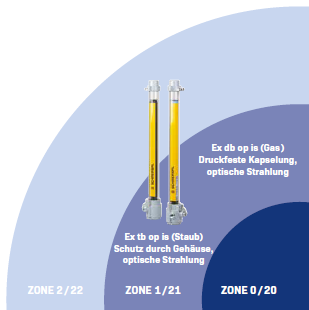 Ex db op is (Gas)
Druckfeste Kapselung,
optische Strahlung
Ex tb op is (Staub)
Schutz durch Gehäuse,
optische Strahlung
ZONE 2/22
ZONE 1/21
ZONE 0/20